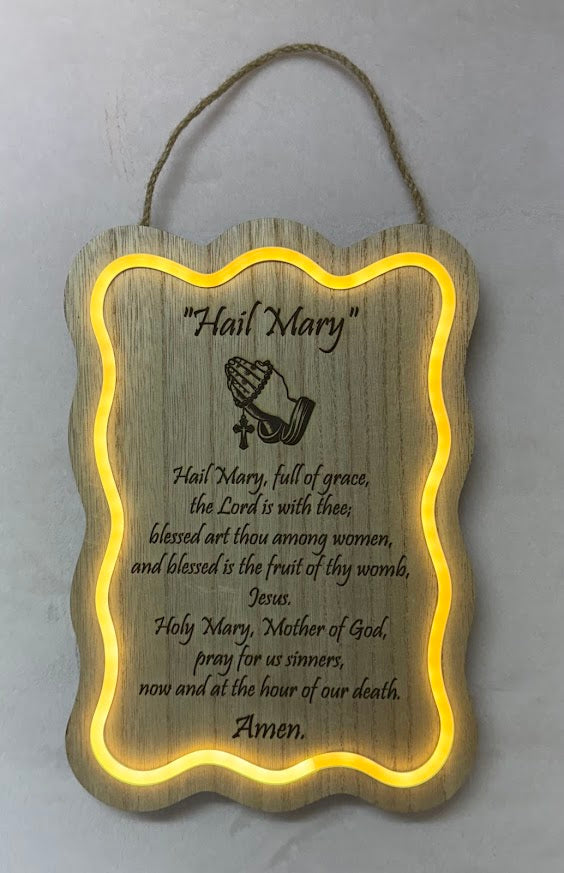 "Hail Mary"
Hail Mary, full of grace,
the Lord is with thee;
blessed art thou among women,
and blessed is the fruit of thy womb,
Jesus.
Holy Mary, Mother of God,
pray for us sinners,
now and at the hour of our death.
Amen.